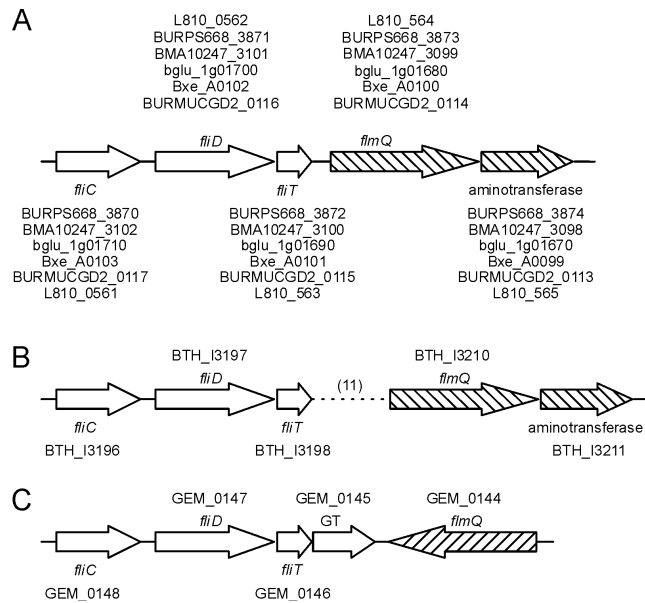 A
L810_0562
BURPS668_3871
BMA10247_3101
bglu_1g01700
Bxe_A0102
BURMUCGD2_0116
L810_564
BURPS668_3873
BMA10247_3099
bglu_1g01680
Bxe_A0100
BURMUCGD2_0114
fliD
flmQ
fliC
fliT
aminotransferase
BURPS668_3870
BMA10247_3102
bglu_1g01710
Bxe_A0103
BURMUCGD2_0117
L810_0561
BURPS668_3872
BMA10247_3100
bglu_1g01690
Bxe_A0101
BURMUCGD2_0115
L810_563
BURPS668_3874
BMA10247_3098
bglu_1g01670
Bxe_A0099
BURMUCGD2_0113
L810_565
B
BTH_I3197
BTH_I3210
fliD
(11)
flmQ
fliC
fliT
aminotransferase
BTH_I3196
BTH_I3198
BTH_I3211
C
GEM_0147
GEM_0145
GEM_0144
fliD
GT
flmQ
fliC
fliT
GEM_0148
GEM_0146